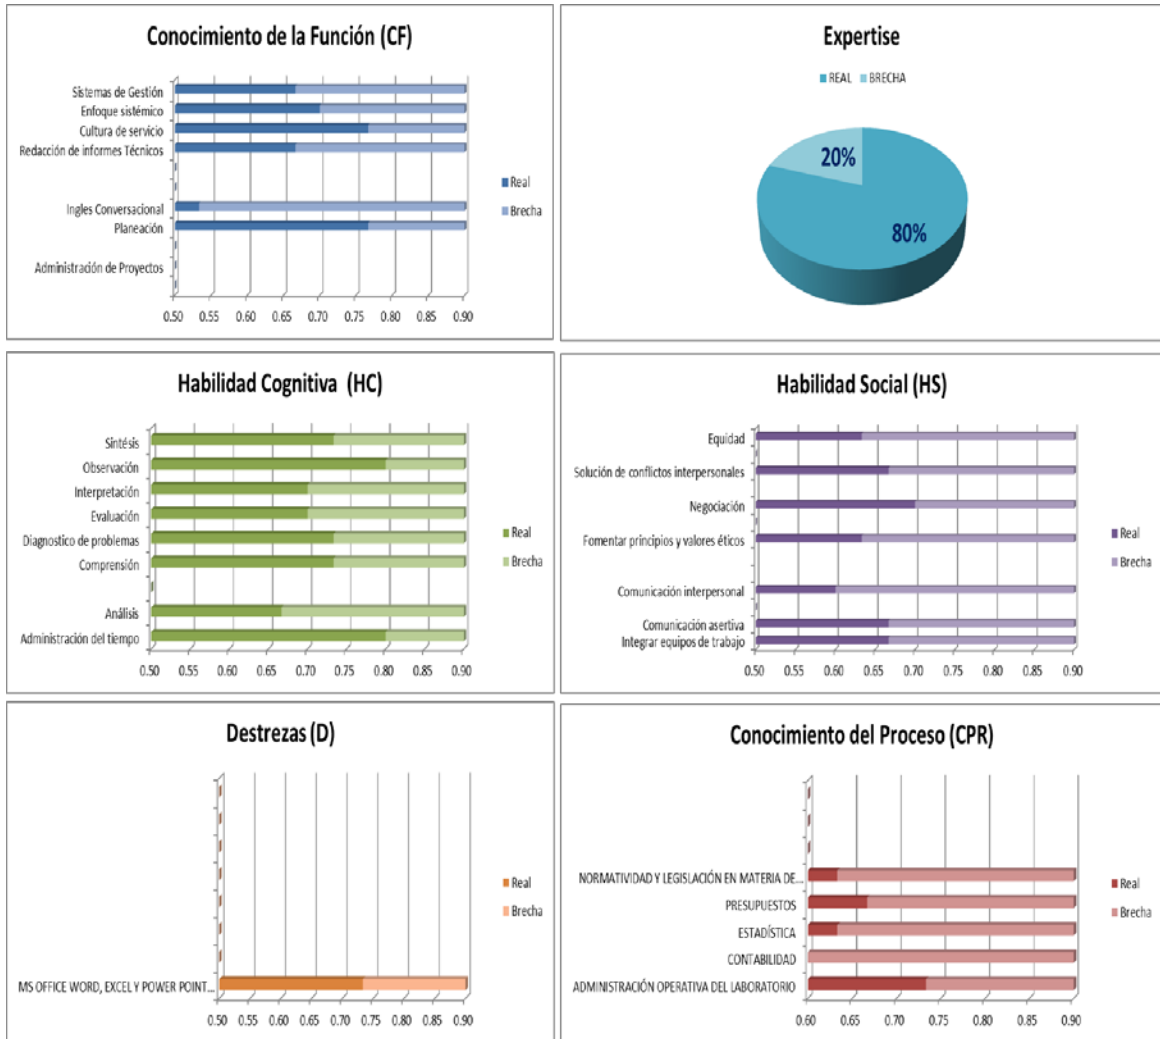 Conocimiento de la Función (CF)
Sistemas de Gestión
Enfoque sistémico
Cultura de servicio
Redacción de informes Técnicos
Ingles Conversacional
Planeación
Administración de Proyectos
Real
Brecha
0.50 0.55 0.60 0.65 0.70 0.75 0.80 0.85 0.90
Expertise
REAL BRECHA
20%
80%
Habilidad Cognitiva (HC)
Sintésis
Observación
Interpretación
Evaluación
Diagnostico de problemas
Comprensión
Análisis
Administración del tiempo
Real
Brecha
0.50 0.55 0.60 0.65 0.70 0.75 0.80 0.85 0.90
Habilidad Social (HS)
Equidad
Solución de conflictos interpersonales
Negociación
Fomentar principios y valores éticos
Comunicación interpersonal
Comunicación asertiva
Integrar equipos de trabajo
Real
Brecha
0.50 0.55 0.60 0.65 0.70 0.75 0.80 0.85 0.90
Destrezas (D)
MS OFFICE WORD, EXCEL Y POWER POINT...
Real
Brecha
0.50 0.55 0.60 0.65 0.70 0.75 0.80 0.85 0.90
Conocimiento del Proceso (CPR)
NORMATIVIDAD Y LEGISLACIÓN EN MATERIA DE...
PRESUPUESTOS
ESTADÍSTICA
CONTABILIDAD
ADMINISTRACIÓN OPERATIVA DEL LABORATORIO
Real
Brecha
0.60 0.65 0.70 0.75 0.80 0.85 0.90